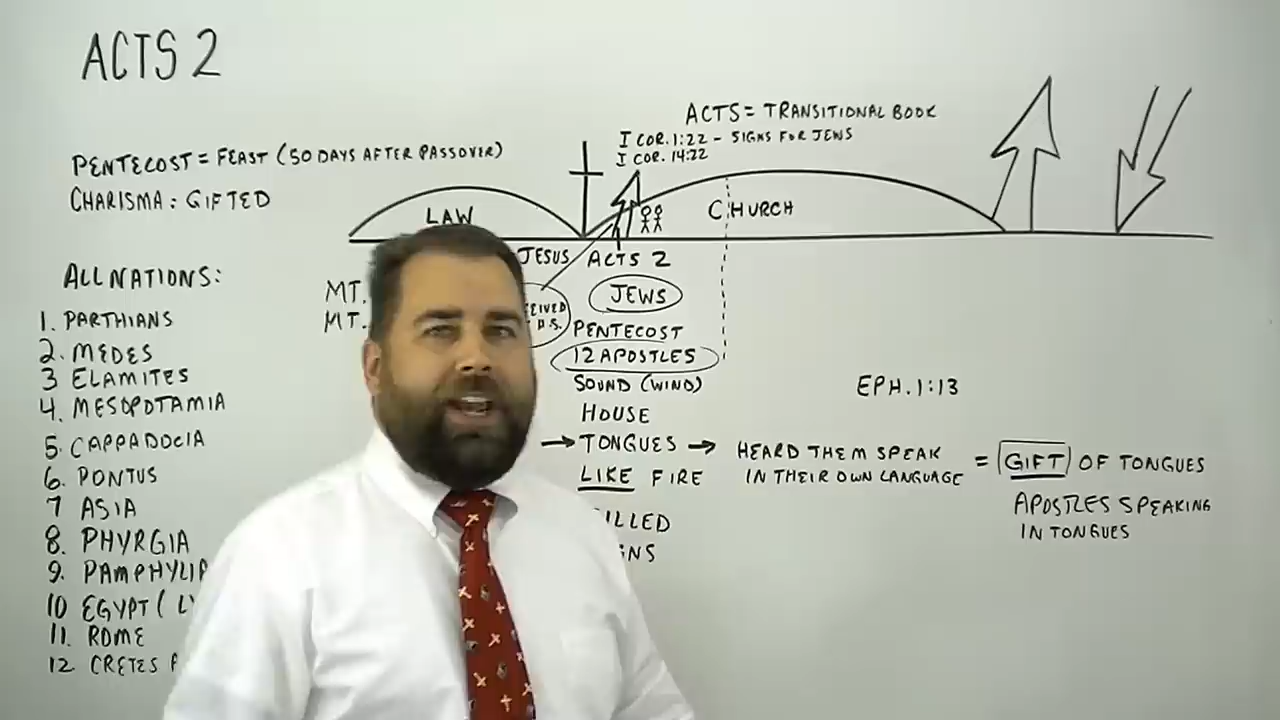 ACTS 2
PENTECOST = FEAST (50 DAYS AFTER PASSOVER)
CHARISMA: GIFTED
ACTS = TRANSITIONAL BOOK
I COR. 1:22 - SIGNS FOR JEWS
I COR. 14:22
LAW
CHURCH
JESUS
ACTS 2
ALL NATIONS:
1. PARTHIANS
2. MEDES
3 ELAMITES
4. MESOPOTAMIA
5. CAPPADOCIA
6. PONTUS
7 ASIA
8. PHYRGIA
9. PAMPHYLIA
10 EGYPT (
11. ROME
12 CRETES
MT.
MT.
JEWS
PENTECOST
12 APOSTLES
SOUND (WIND)
HOUSE
→ TONGUES →
LIKE FIRE
HEARD THEM SPEAK
IN THEIR OWN LANGUAGE
= GIFT OF TONGUES
APOSTLES SPEAKING
IN TONGUES
EPH. 1:13